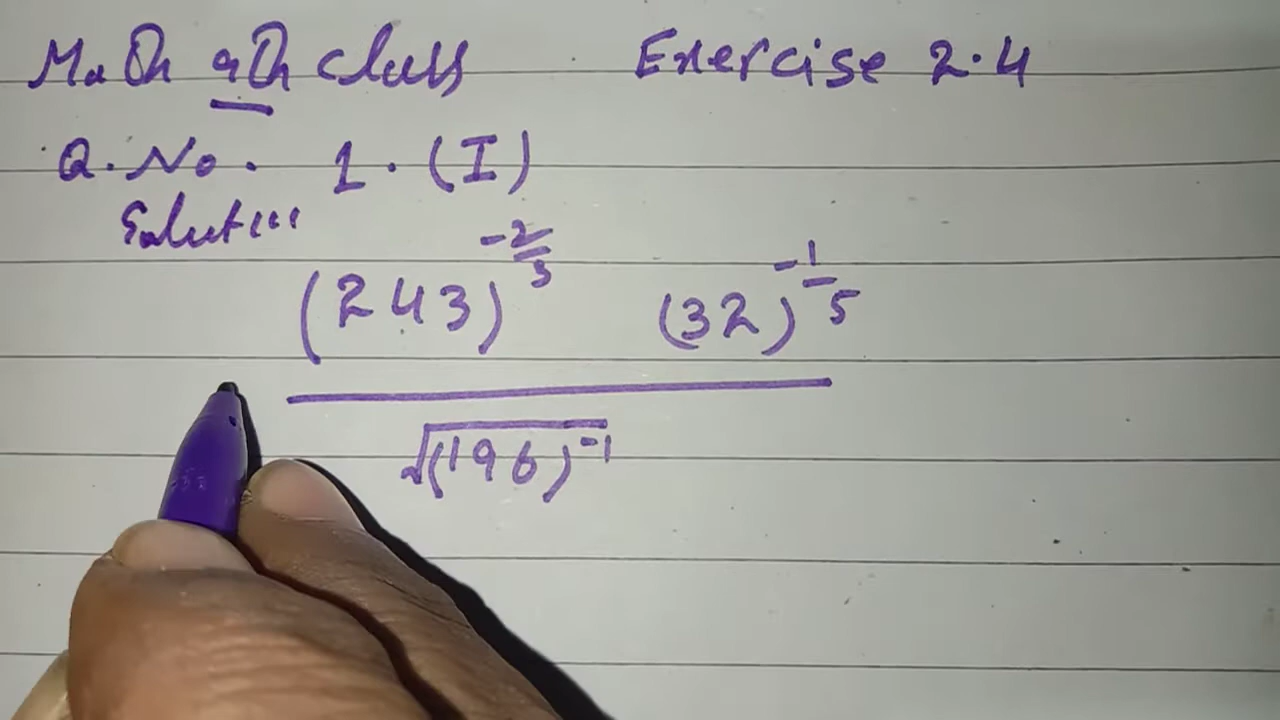 Math 9th class Exercise 2.4
Q. No. 1. (I)
(243)^-2/5 (32)^-1/5
√(196)^-1